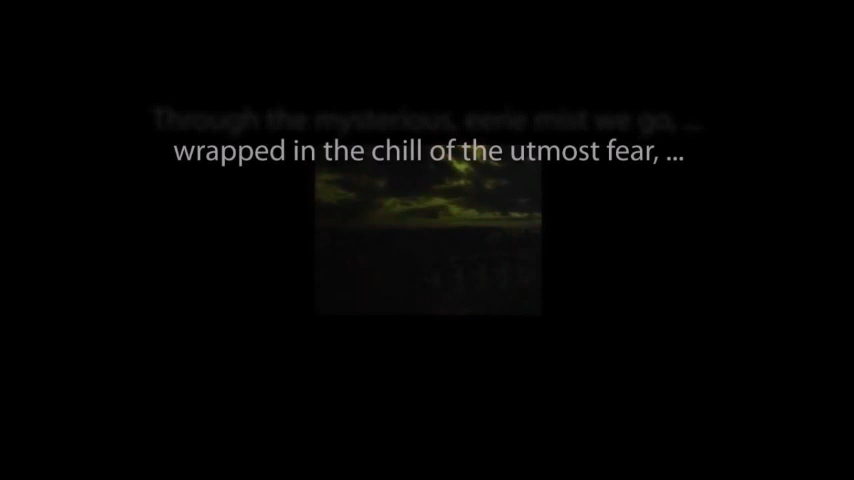 Through the mysterious, eerie mist we go, ...
wrapped in the chill of the utmost fear, ...